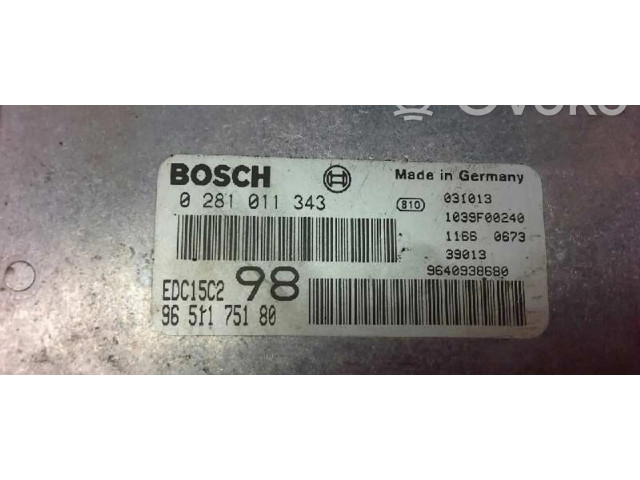 BOSCH
Made in Germany
0 281 011 343
810
031013
1039F00240
1166 0673
39013
9640938680
EDC15C2 98
96 511 751 80